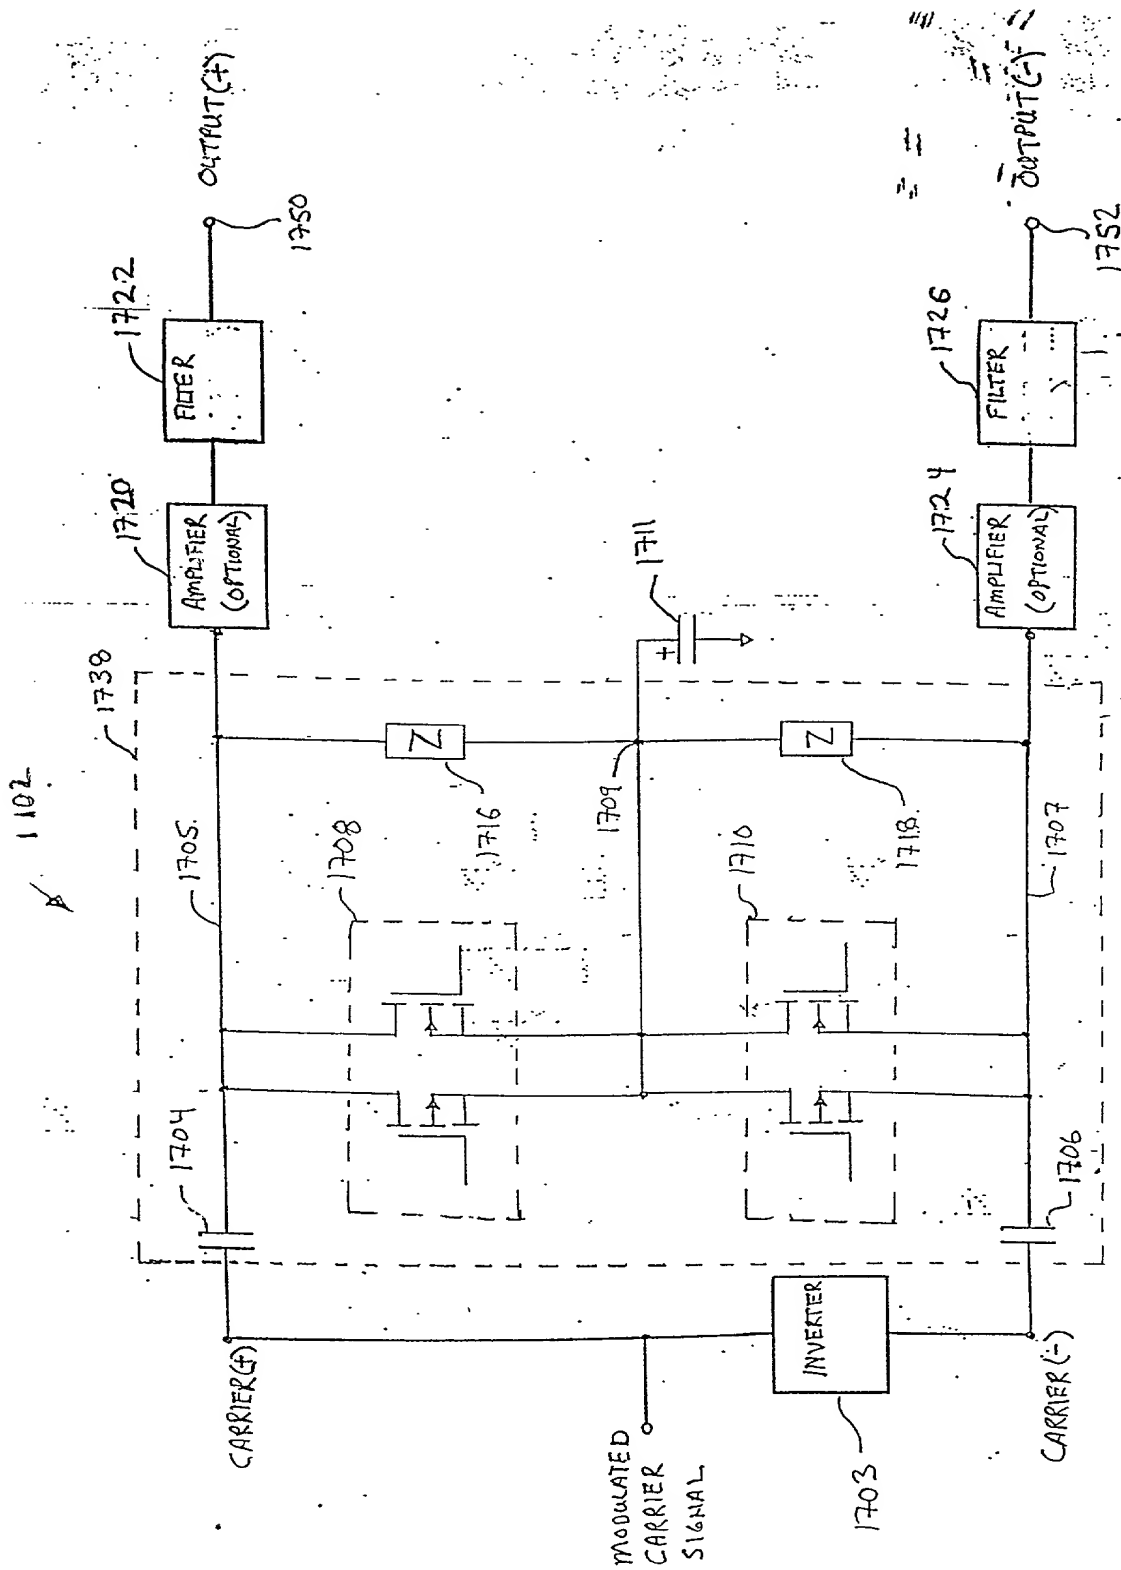 1102
1738
CARRIER(+)
1704
1705
1720
AMPLIFIER
(OPTIONAL)
1722
FILTER
OUTPUT(+)
1750
1708
Z
1716
MODULATED
CARRIER
SIGNAL
1709
+
1711
INVERTER
1703
1710
Z
1718
CARRIER(-)
1706
1707
1724
AMPLIFIER
(OPTIONAL)
1726
FILTER
OUTPUT(-)
1752